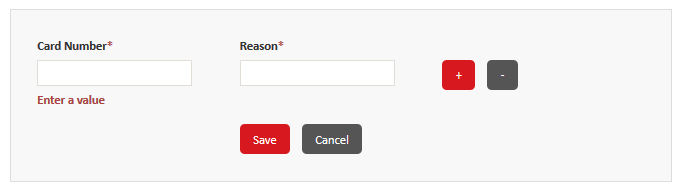 Card Number* Reason*
+ -
Enter a value
Save Cancel